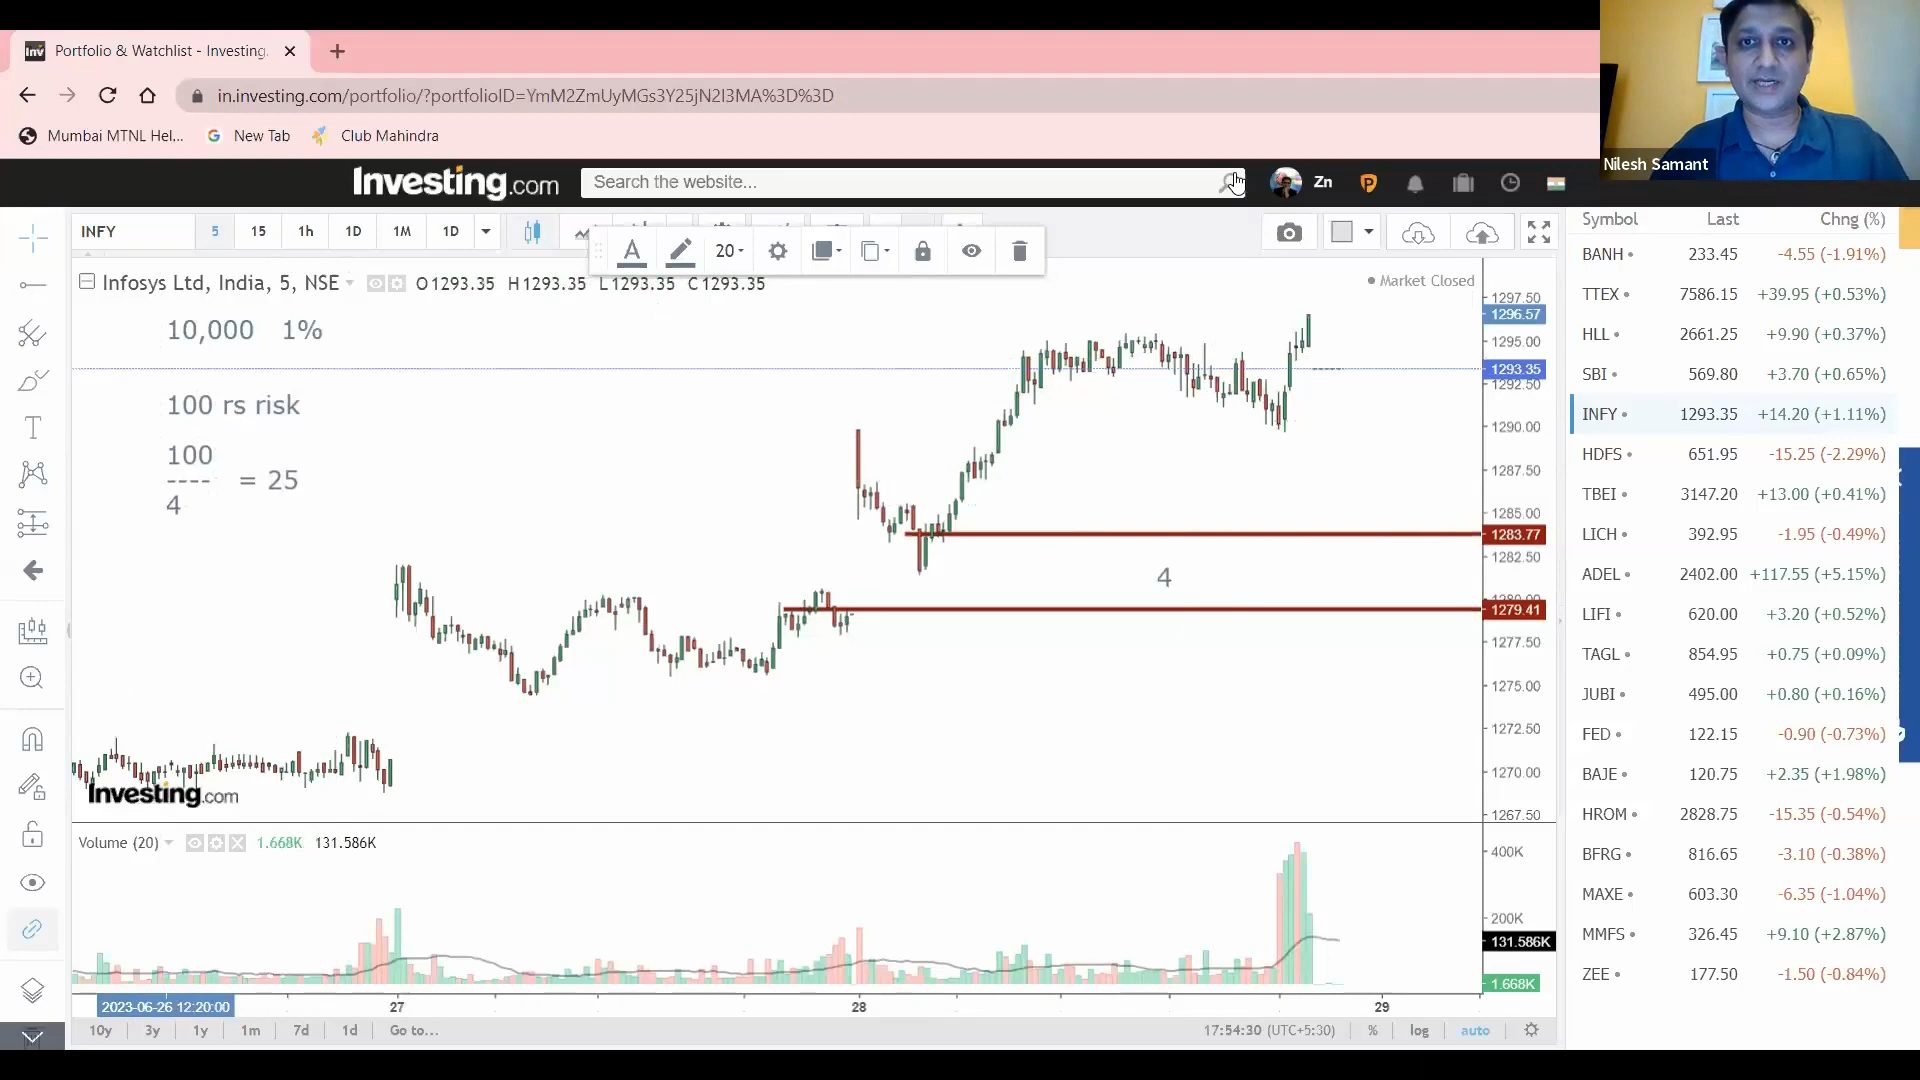 Portfolio & Watchlist - Investing.
in.investing.com/portfolio/?portfolioID=YmM2ZmUyMGs3Y25jN2I3MA%3D%3D
Mumbai MTNL Hel... New Tab Club Mahindra
Nilesh Samant
Investing.com Search the website... Zn
INFY 5 15 1h 1D 1M 1D
20
Infosys Ltd, India, 5, NSE O1293.35 H1293.35 L1293.35 C1293.35
Market Closed
10,000 1%
100 rs risk
100
---- = 25
4
4
1297.50
1296.57
1295.00
1293.35
1292.50
1290.00
1287.50
1285.00
1283.77
1282.50
1279.41
1277.50
1275.00
1272.50
1270.00
1267.50
Investing.com
Volume (20) 1.668K 131.586K
400K
200K
131.586K
1.668K
2023-06-26 12:20:00 27 28 29
10y 3y 1y 1m 7d 1d Go to... 17:54:30 (UTC+5:30) % log auto
Symbol Last Chng (%)
BANH 233.45 -4.55 (-1.91%)
TTEX 7586.15 +39.95 (+0.53%)
HLL 2661.25 +9.90 (+0.37%)
SBI 569.80 +3.70 (+0.65%)
INFY 1293.35 +14.20 (+1.11%)
HDFS 651.95 -15.25 (-2.29%)
TBEI 3147.20 +13.00 (+0.41%)
LICH 392.95 -1.95 (-0.49%)
ADEL 2402.00 +117.55 (+5.15%)
LIFI 620.00 +3.20 (+0.52%)
TAGL 854.95 +0.75 (+0.09%)
JUBI 495.00 +0.80 (+0.16%)
FED 122.15 -0.90 (-0.73%)
BAJE 120.75 +2.35 (+1.98%)
HROM 2828.75 -15.35 (-0.54%)
BFRG 816.65 -3.10 (-0.38%)
MAXE 603.30 -6.35 (-1.04%)
MMFS 326.45 +9.10 (+2.87%)
ZEE 177.50 -1.50 (-0.84%)